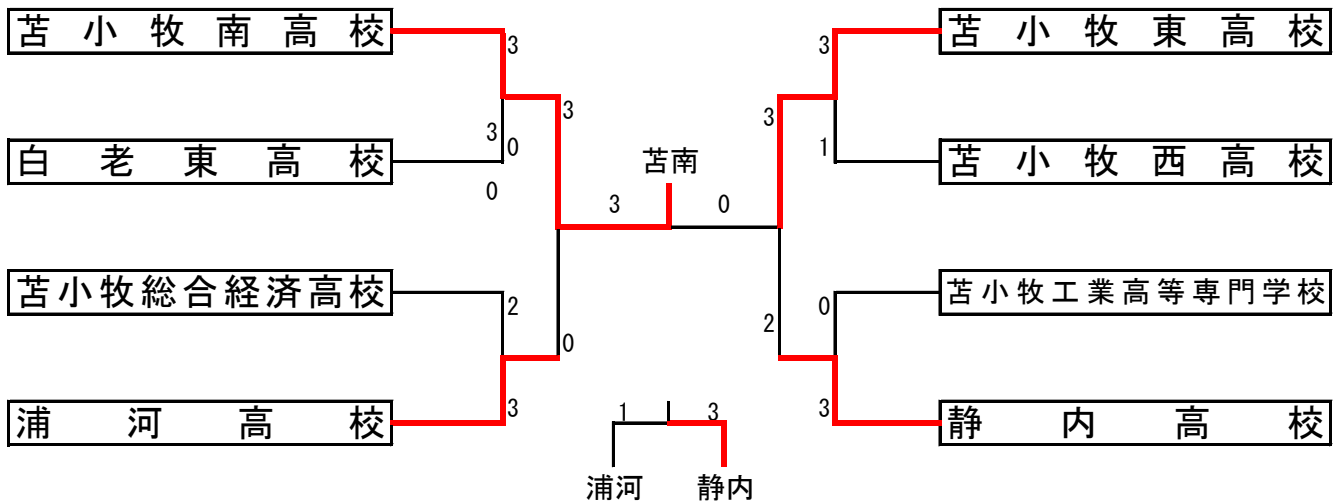 苫小牧南高校
3
3
白老東高校
3
0
0
苫小牧総合経済高校
2
0
浦河高校
3
苫南
3 0
1 3
浦河 静内
苫小牧東高校
3
3
苫小牧西高校
1
苫小牧工業高等専門学校
0
2
静内高校
3